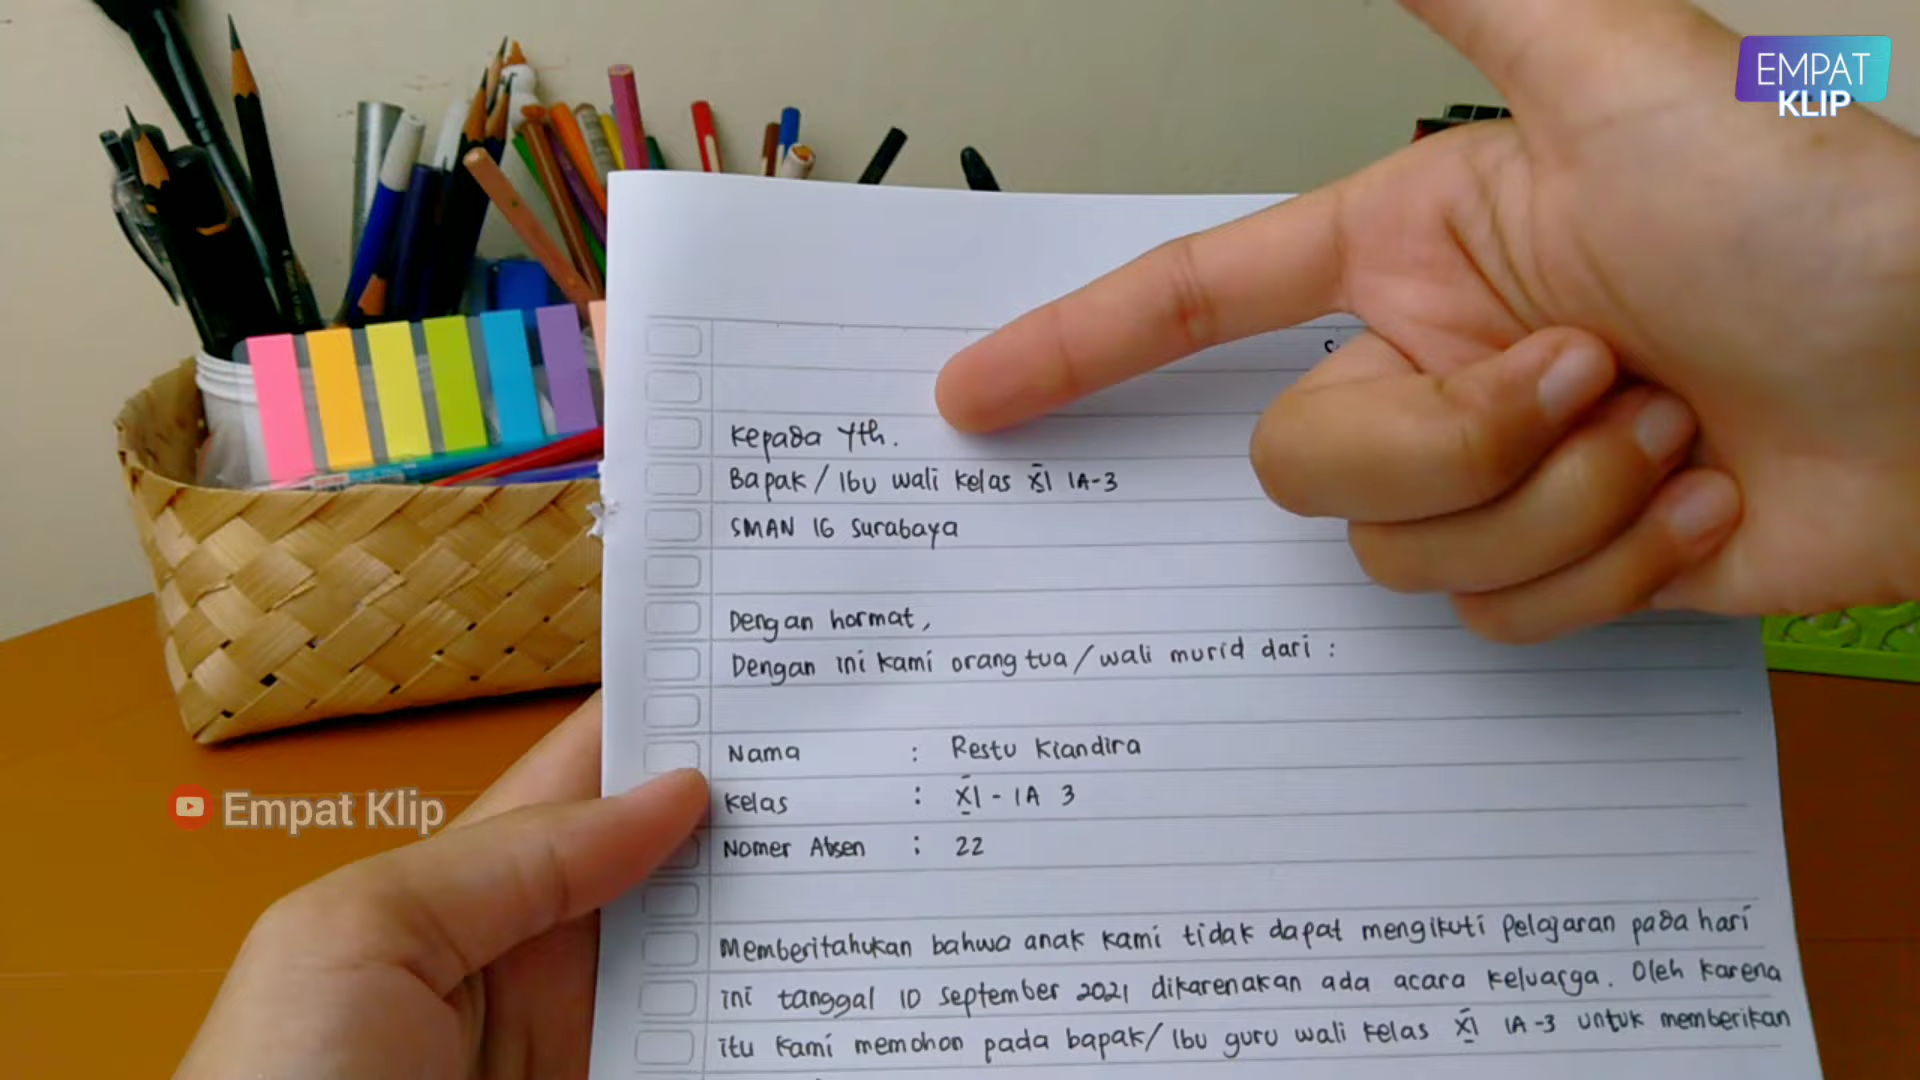 EMPAT
KLIP
Kepada Yth.
Bapak / Ibu wali kelas XI IA-3
SMAN 16 Surabaya
Dengan hormat,
Dengan ini kami orang tua / wali murid dari :
Nama : Restu Kiandira
Kelas : XI - IA 3
Nomer Absen : 22
Memberitahukan bahwa anak kami tidak dapat mengikuti pelajaran pada hari
ini tanggal 10 September 2021 dikarenakan ada acara keluarga. Oleh karena
itu kami memohon pada bapak / Ibu guru wali kelas XI IA-3 untuk memberikan
Empat Klip